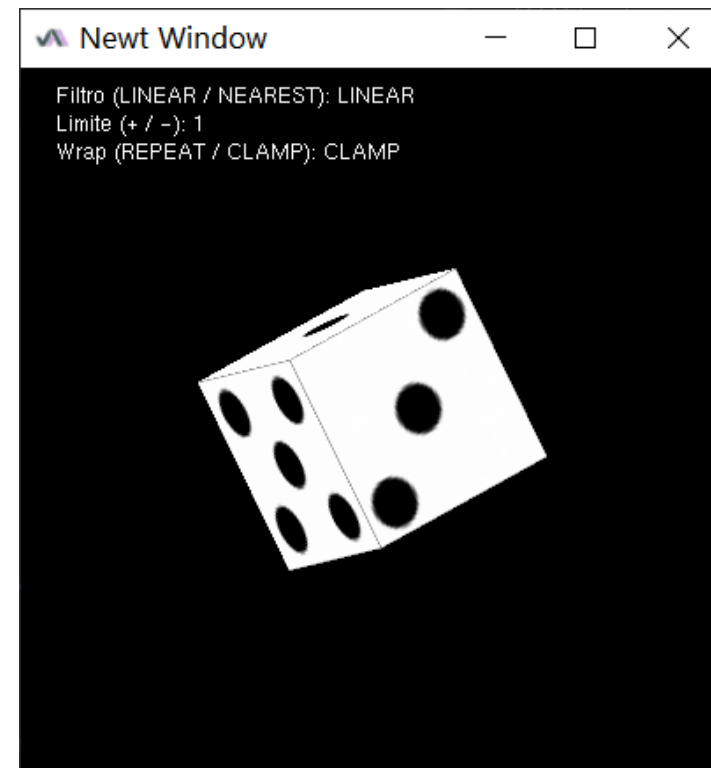 Newt Window
Filtro (LINEAR / NEAREST): LINEAR
Limite (+ / -): 1
Wrap (REPEAT / CLAMP): CLAMP